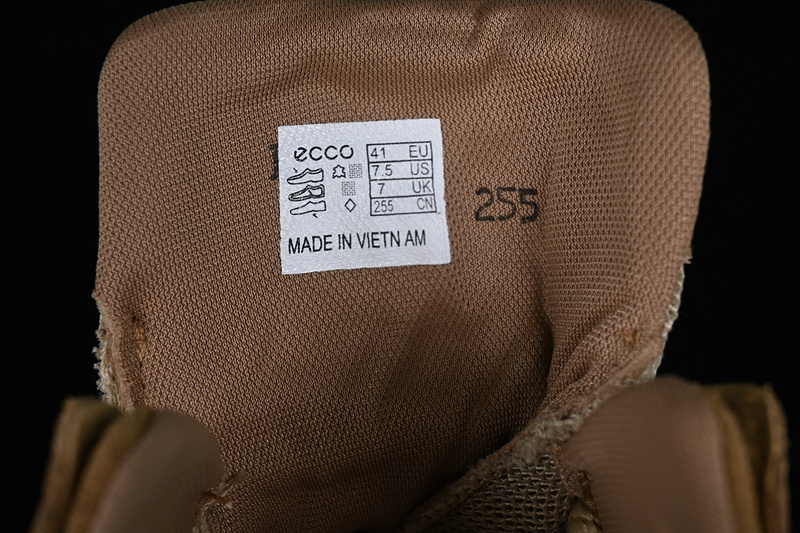 ecco
41 EU
7.5 US
7 UK
255 CN
MADE IN VIETN AM
255